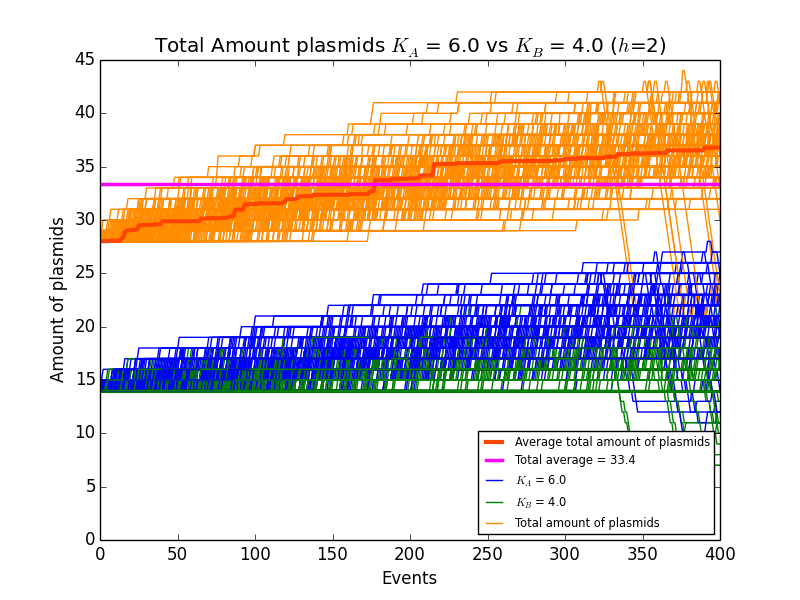 Total Amount plasmids K_A = 6.0 vs K_B = 4.0 (h=2)
45
40
35
30
25
20
15
10
5
0
Amount of plasmids
Average total amount of plasmids
Total average = 33.4
K_A = 6.0
K_B = 4.0
Total amount of plasmids
0 50 100 150 200 250 300 350 400
Events